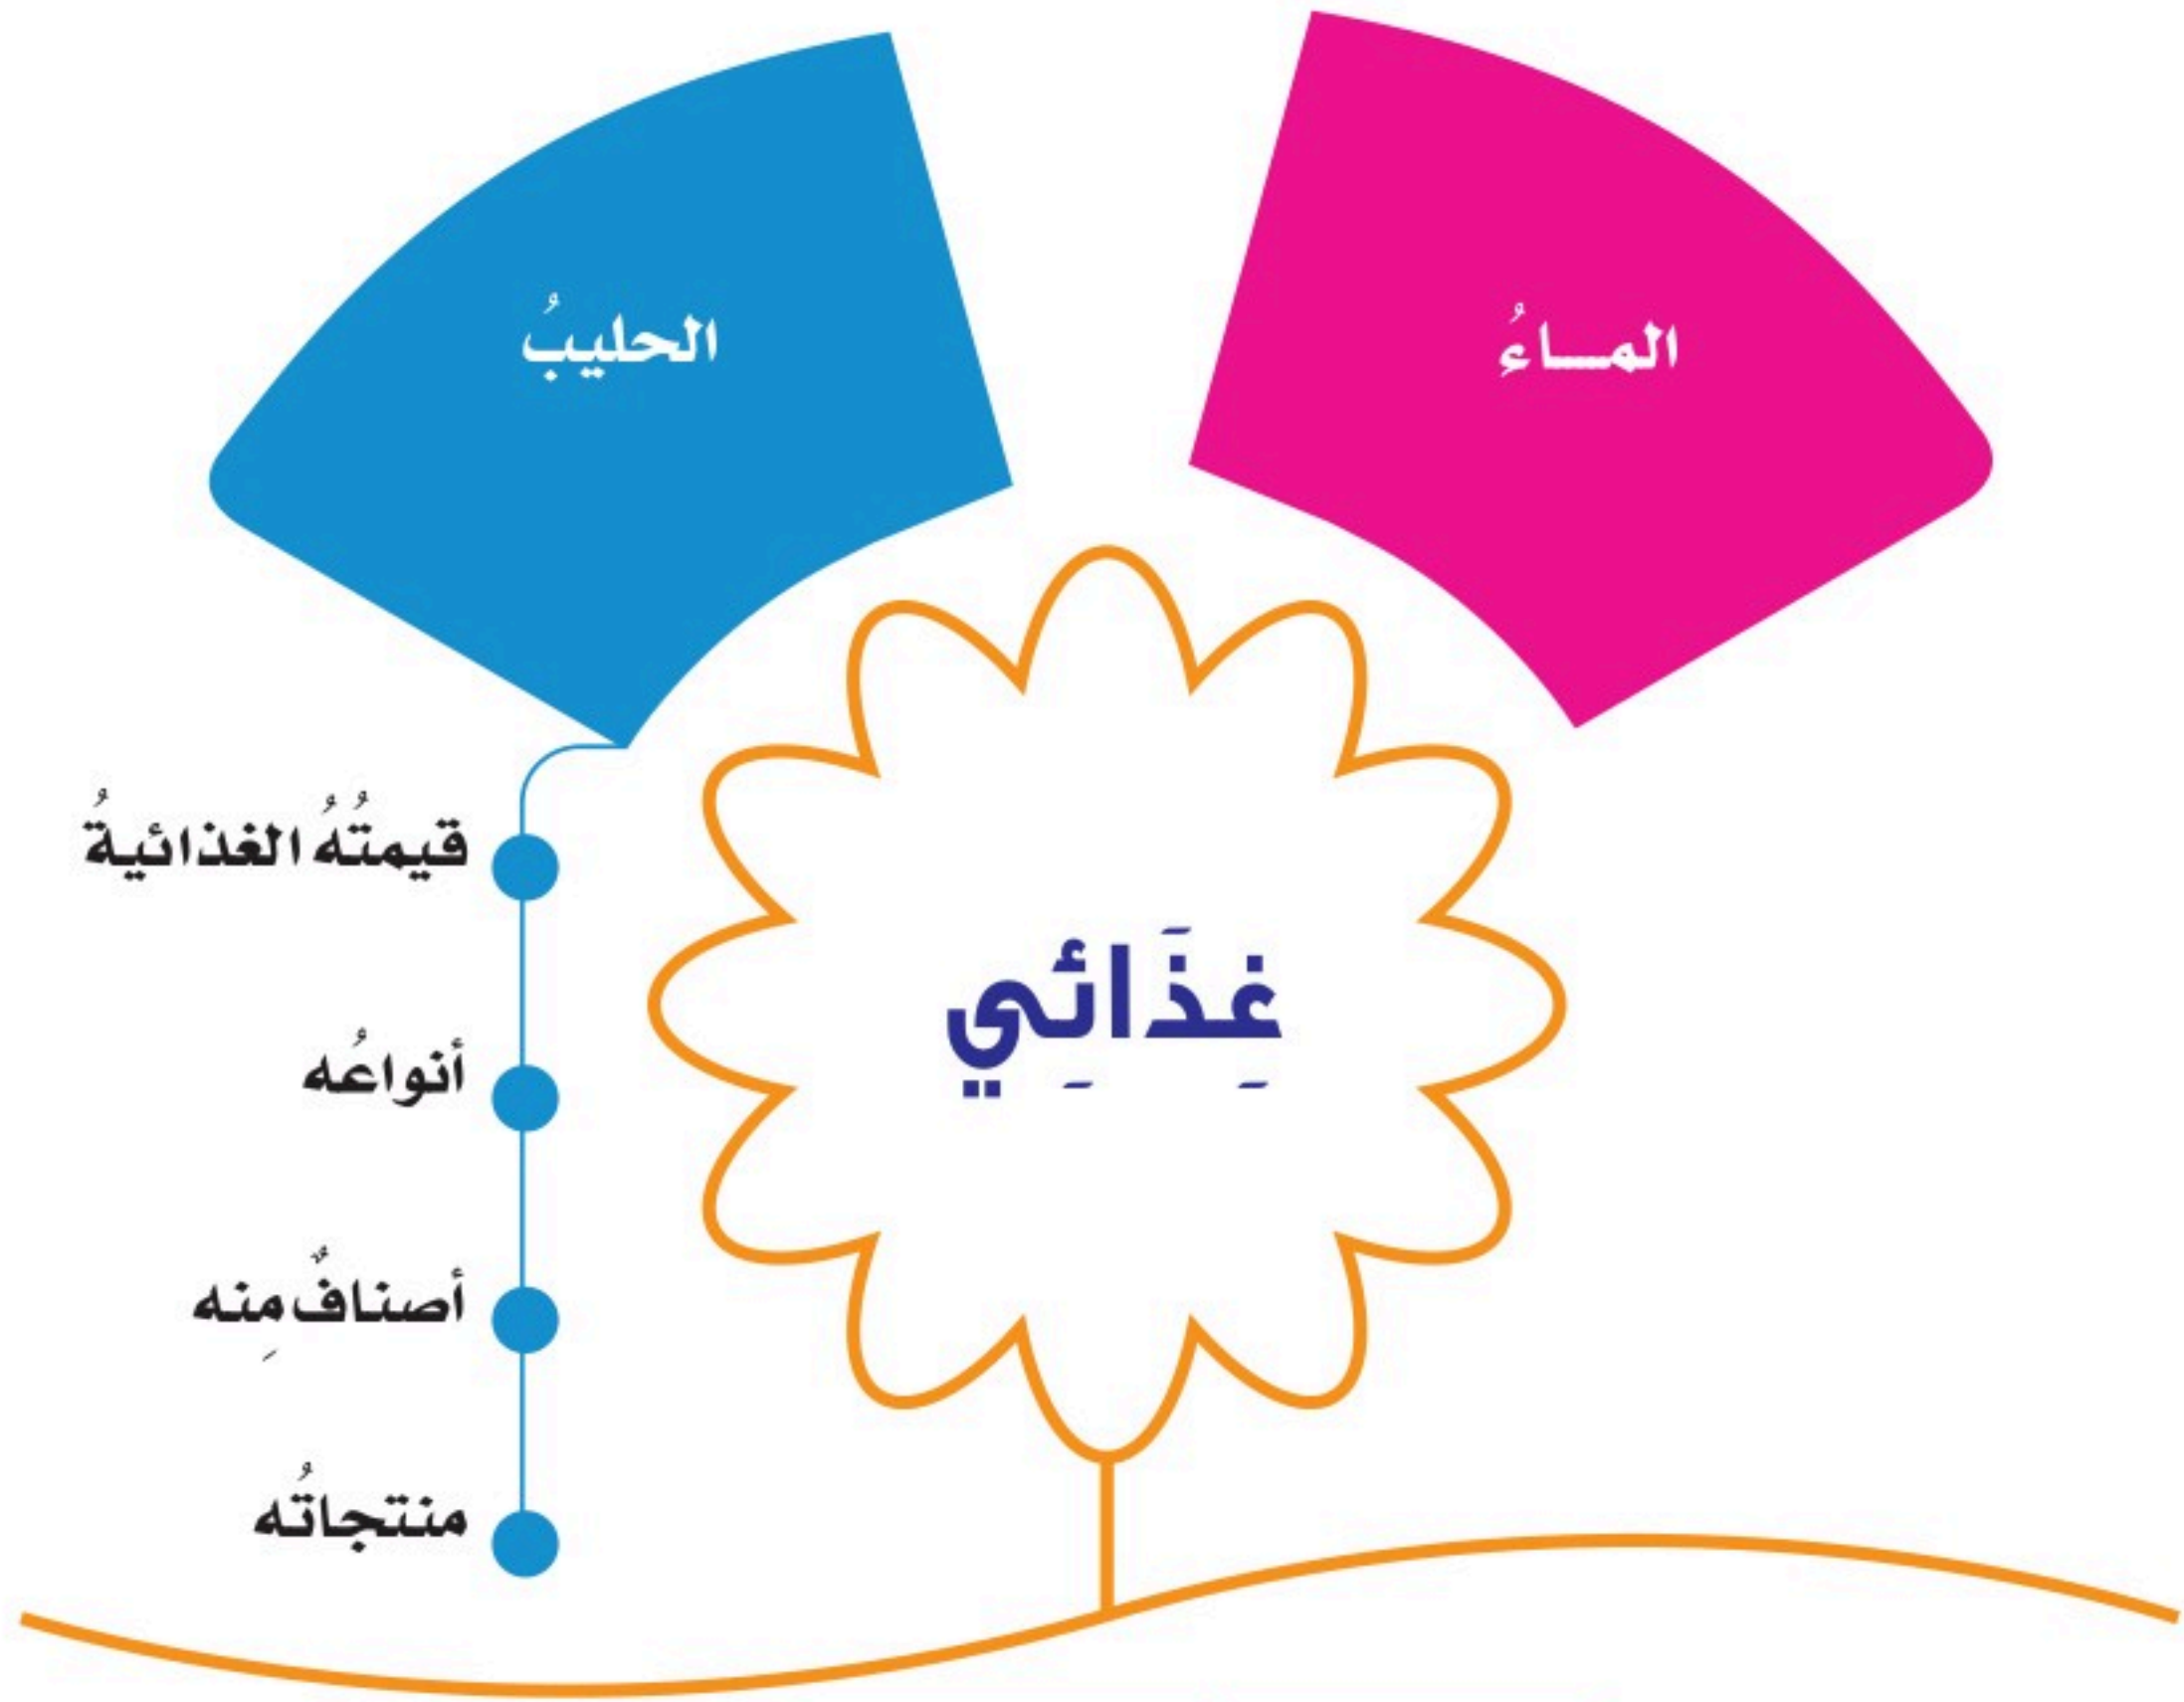 المـــاءُ
الحليبُ
غِذَائِي
قيمتُهُ الغذائيةُ
أنواعُه
أصنافٌ مِنه
منتجاتُه